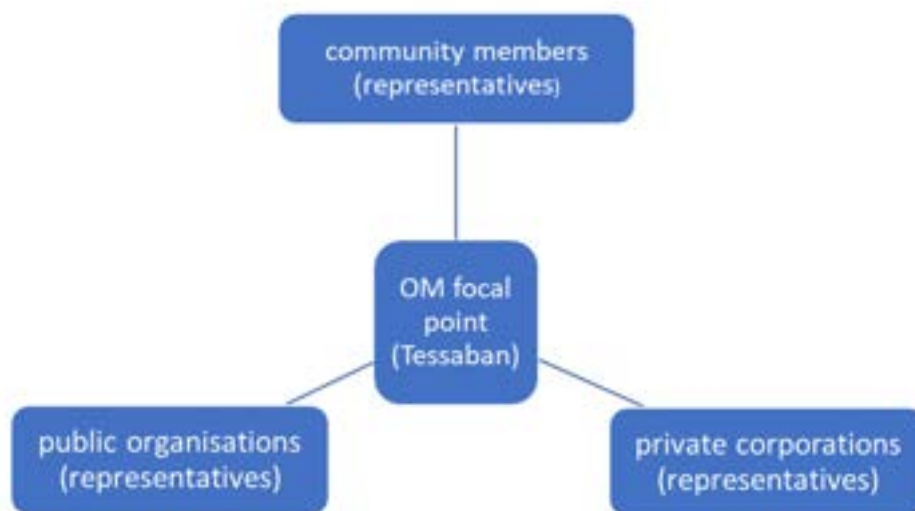 community members
(representatives)
OM focal
point
(Tessaban)
public organisations
(representatives)
private corporations
(representatives)